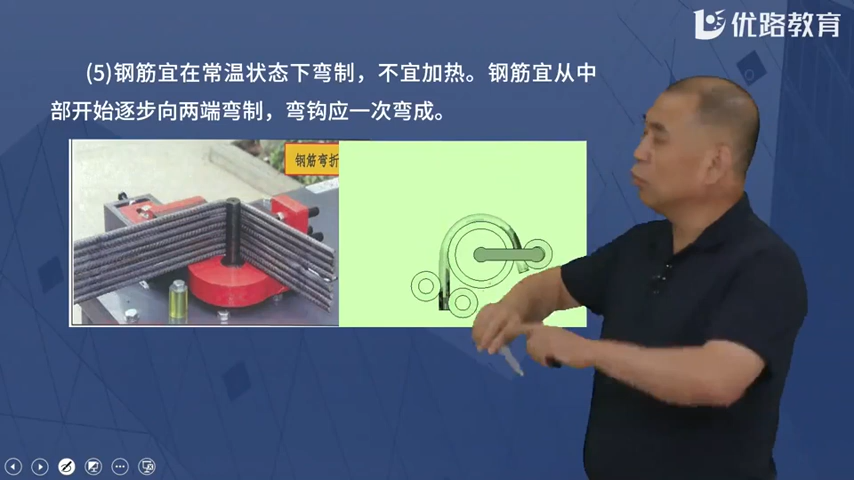 优路教育
(5)钢筋宜在常温状态下弯制，不宜加热。钢筋宜从中
部开始逐步向两端弯制，弯钩应一次弯成。
钢筋弯折